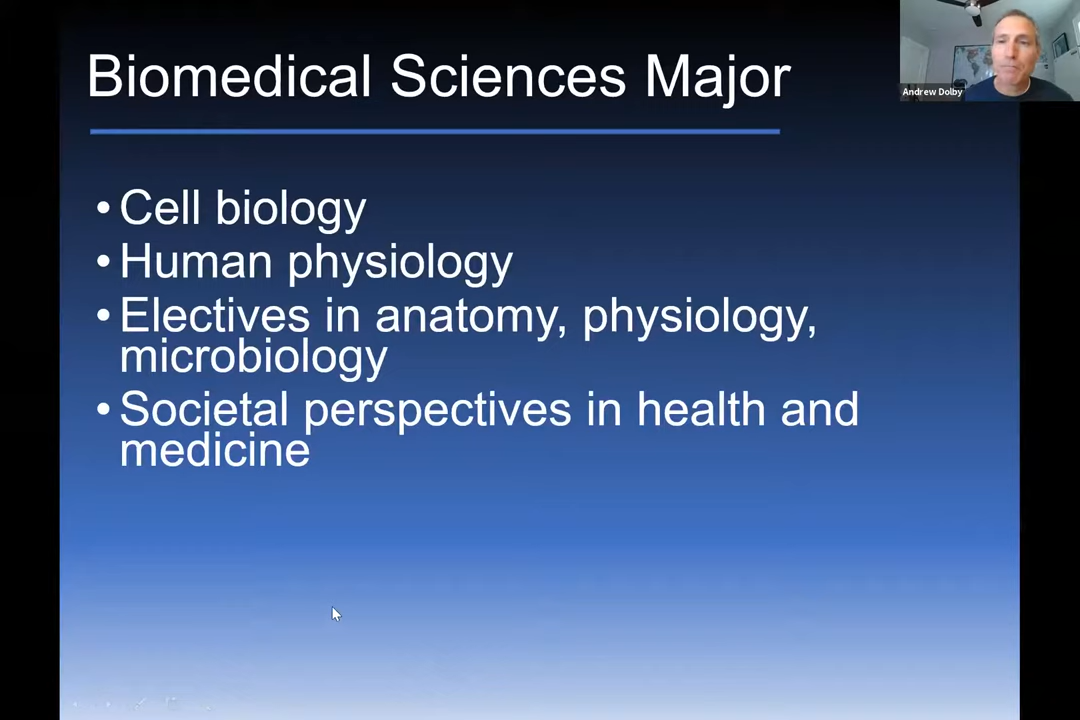 Biomedical Sciences Major
Andrew Dolby
• Cell biology
• Human physiology
• Electives in anatomy, physiology,
microbiology
• Societal perspectives in health and
medicine